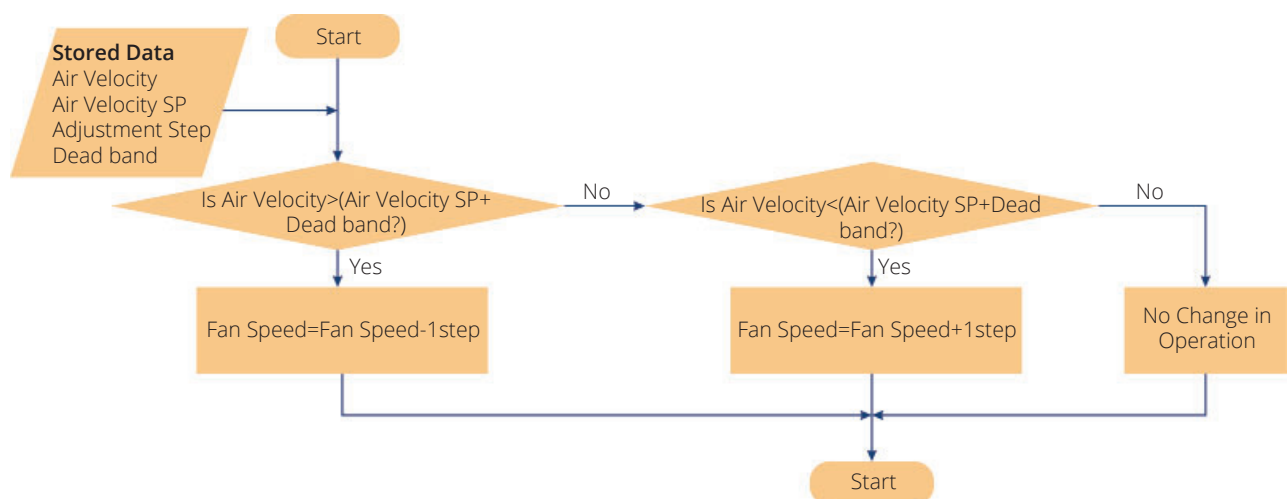 Start
Stored Data
Air Velocity
Air Velocity SP
Adjustment Step
Dead band
Is Air Velocity>(Air Velocity SP+
Dead band?)
No
Is Air Velocity<(Air Velocity SP+Dead
band?)
No
Yes
Yes
Fan Speed=Fan Speed-1step
Fan Speed=Fan Speed+1step
No Change in
Operation
Start